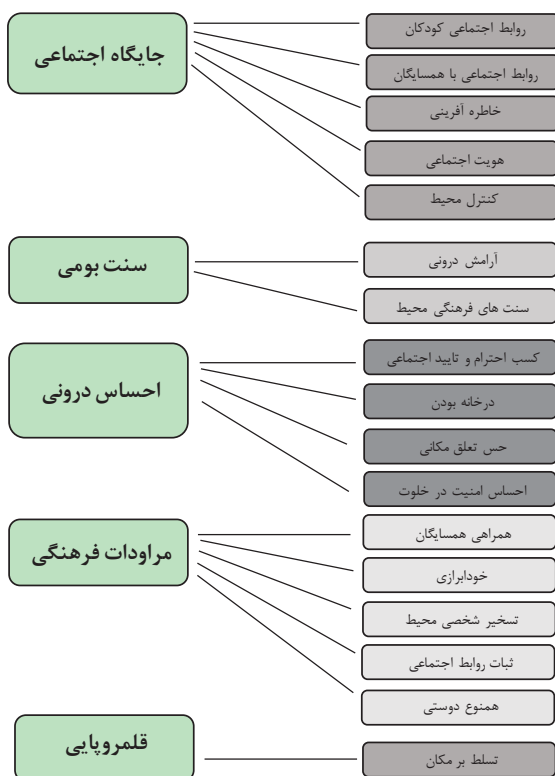 جایگاه اجتماعی
روابط اجتماعی کودکان
روابط اجتماعی با همسایگان
خاطره آفرینی
هویت اجتماعی
کنترل محیط
سنت بومی
آرامش درونی
سنت های فرهنگی محیط
احساس درونی
کسب احترام و تایید اجتماعی
درخانه بودن
حس تعلق مکانی
احساس امنیت در خلوت
مراودات فرهنگی
همراهی همسایگان
خودابرازی
تسخیر شخصی محیط
ثبات روابط اجتماعی
همنوع دوستی
قلمروپایی
تسلط بر مکان